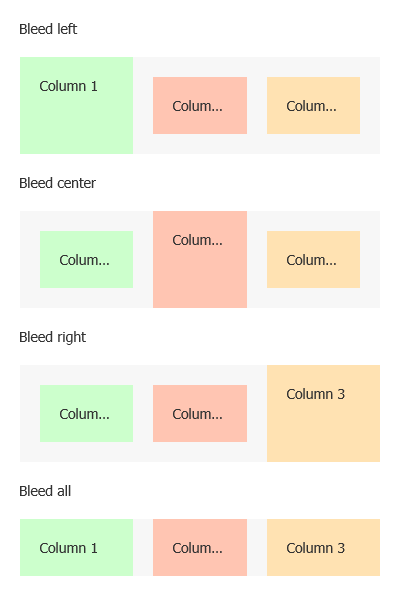 Bleed left
Column 1 Colum... Colum...
Bleed center
Colum... Colum... Colum...
Bleed right
Colum... Colum... Column 3
Bleed all
Column 1 Colum... Column 3